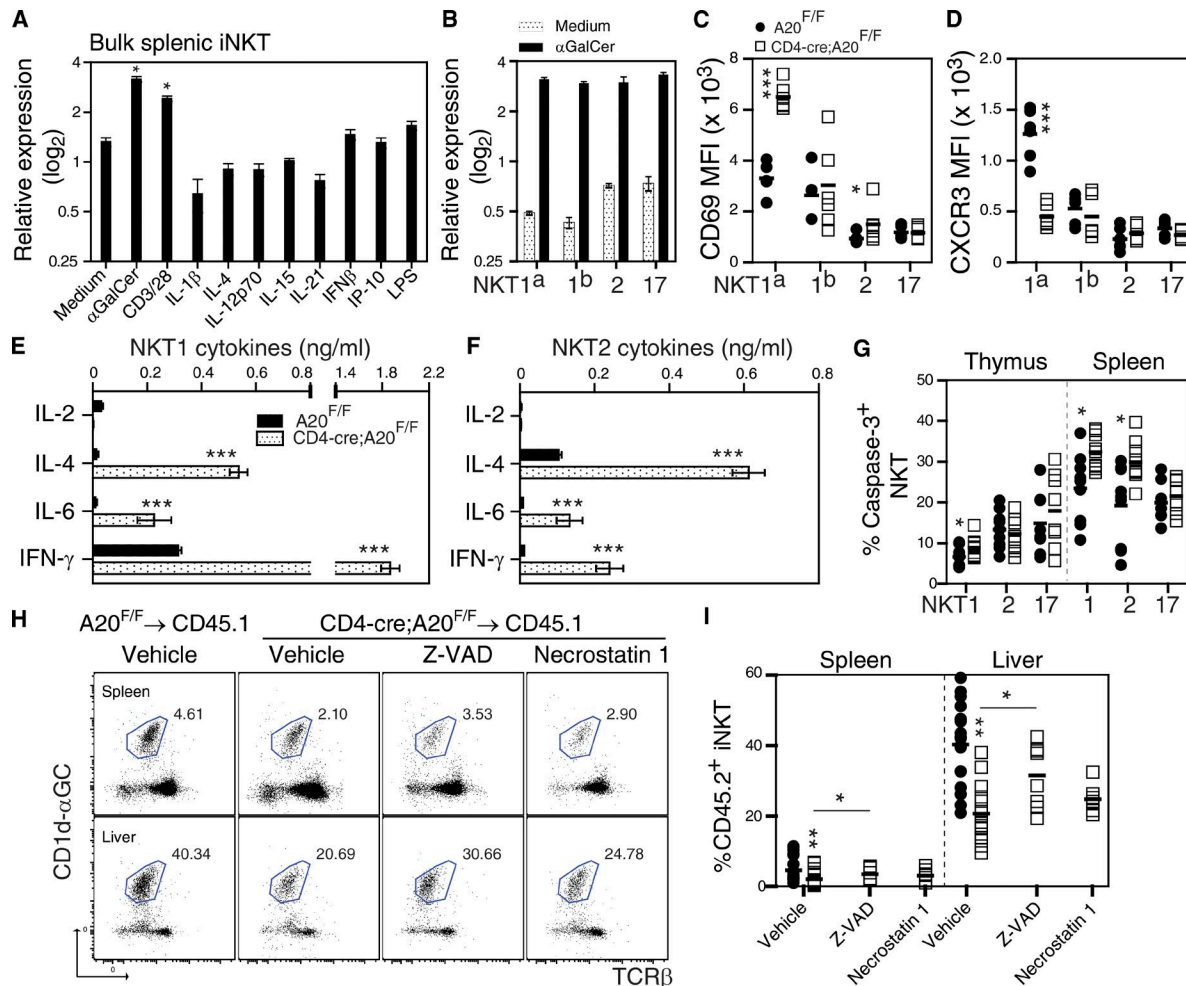 A
Bulk splenic iNKT
Relative expression
(log2)
4
2
1
0.5
0.25
*
*
Medium
αGalCer
CD3/28
IL-1β
IL-4
IL-12p70
IL-15
IL-21
IFNβ
IP-10
LPS
B
Medium
αGalCer
Relative expression
(log2)
4
2
1
0.5
0.25
NKT1a 1b 2 17
C
A20F/F
CD4-cre;A20F/F
CD69 MFI (x 10³)
8
6
4
2
0
***
*
1a 1b 2 17
D
CXCR3 MFI (x 10³)
2.0
1.5
1.0
0.5
0
***
1a 1b 2 17
E
NKT1 cytokines (ng/ml)
0 0.2 0.4 0.6 0.8 1.4 1.8 2.2
IL-2
IL-4
IL-6
IFN-γ
A20F/F
CD4-cre;A20F/F
***
***
***
F
NKT2 cytokines (ng/ml)
0 0.2 0.4 0.6 0.8
IL-2
IL-4
IL-6
IFN-γ
***
***
***
G
Thymus Spleen
% Caspase-3+
NKT
50
40
30
20
10
0
*
*
*
NKT1 2 17 1 2 17
H
A20F/F→ CD45.1 CD4-cre;A20F/F→ CD45.1
Vehicle Vehicle Z-VAD Necrostatin 1
Spleen
4.61 2.10 3.53 2.90
Liver
40.34 20.69 30.66 24.78
CD1d-αGC
0
0
TCRβ
I
Spleen Liver
%CD45.2+ iNKT
60
40
20
0
**
*
**
*
Vehicle
Z-VAD
Necrostatin 1
Vehicle
Z-VAD
Necrostatin 1